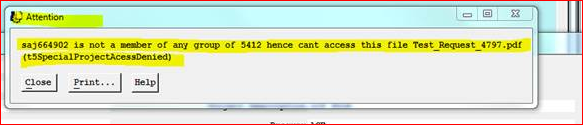 Attention
saj664902 is not a member of any group of 5412 hence cant access this file Test_Request_4797.pdf
(t5SpecialProjectAcessDenied)
Close Print... Help